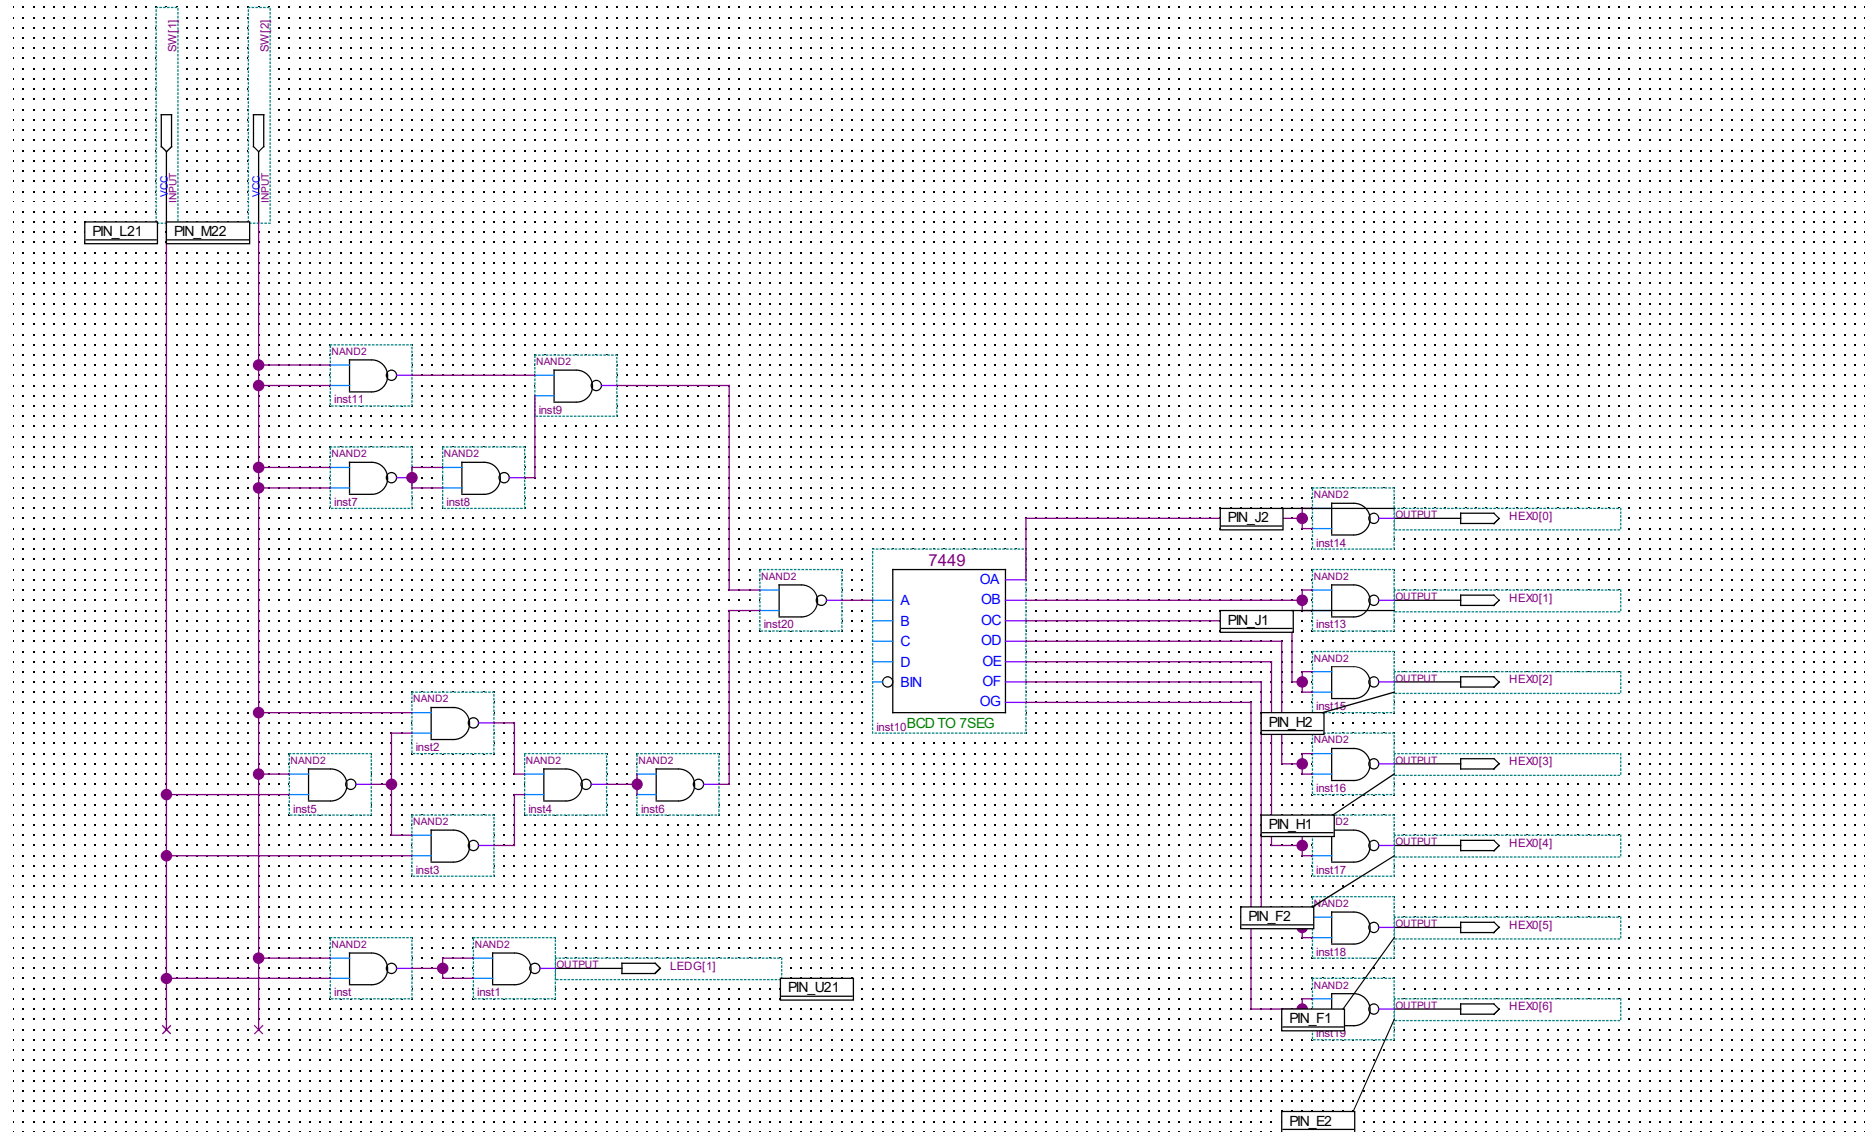 SW[1]
SW[2]
VCC
INPUT
VCC
INPUT
PIN_L21
PIN_M22
NAND2
inst11
NAND2
inst9
NAND2
inst7
NAND2
inst8
NAND2
inst20
7449
A
B
C
D
BIN
OA
OB
OC
OD
OE
OF
OG
inst10
BCD TO 7SEG
NAND2
inst2
NAND2
inst5
NAND2
inst4
NAND2
inst6
NAND2
inst3
NAND2
inst
NAND2
inst1
OUTPUT
LEDG[1]
PIN_U21
PIN_J2
NAND2
inst14
OUTPUT
HEX0[0]
NAND2
inst13
OUTPUT
HEX0[1]
PIN_J1
NAND2
inst15
OUTPUT
HEX0[2]
PIN_H2
NAND2
inst16
OUTPUT
HEX0[3]
PIN_H1
D2
inst17
OUTPUT
HEX0[4]
PIN_F2
NAND2
inst18
OUTPUT
HEX0[5]
NAND2
inst19
OUTPUT
HEX0[6]
PIN_F1
PIN_E2